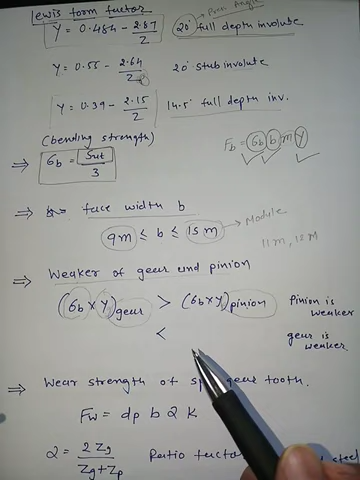 Lewis form factor
Y = 0.484 - 2.87/Z 20° full depth involute
Y = 0.55 - 2.64/Z 20° stub involute
Y = 0.39 - 2.15/Z 14.5° full depth inv.
(bending strength) Fb = σb b m Y
⇒ σb = Sut/3
⇒ face width b
9m ≤ b ≤ 15m → Module
11m, 12m
⇒ Weaker of gear and pinion
(σb×Y)gear > (σb×Y)pinion Pinion is weaker
< gear is weaker
⇒ Wear strength of gear tooth.
Fw = dp b Q K
Q = 2Zg/(Zg+Zp) Ratio factor steel